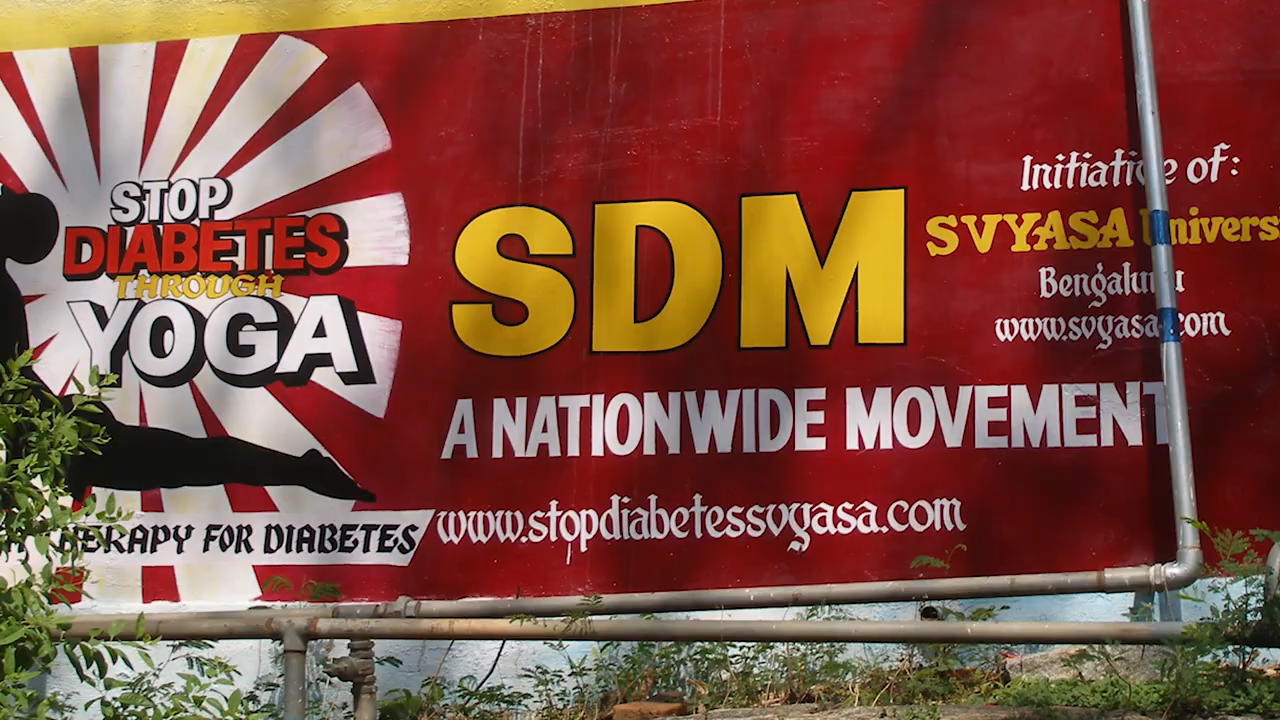 STOP
DIABETES
THROUGH
YOGA
THERAPY FOR DIABETES
SDM
A NATIONWIDE MOVEMENT
www.stopdiabetessvyasa.com
Initiative of:
SVYASA Univers
Bengaluru
www.svyasa.com